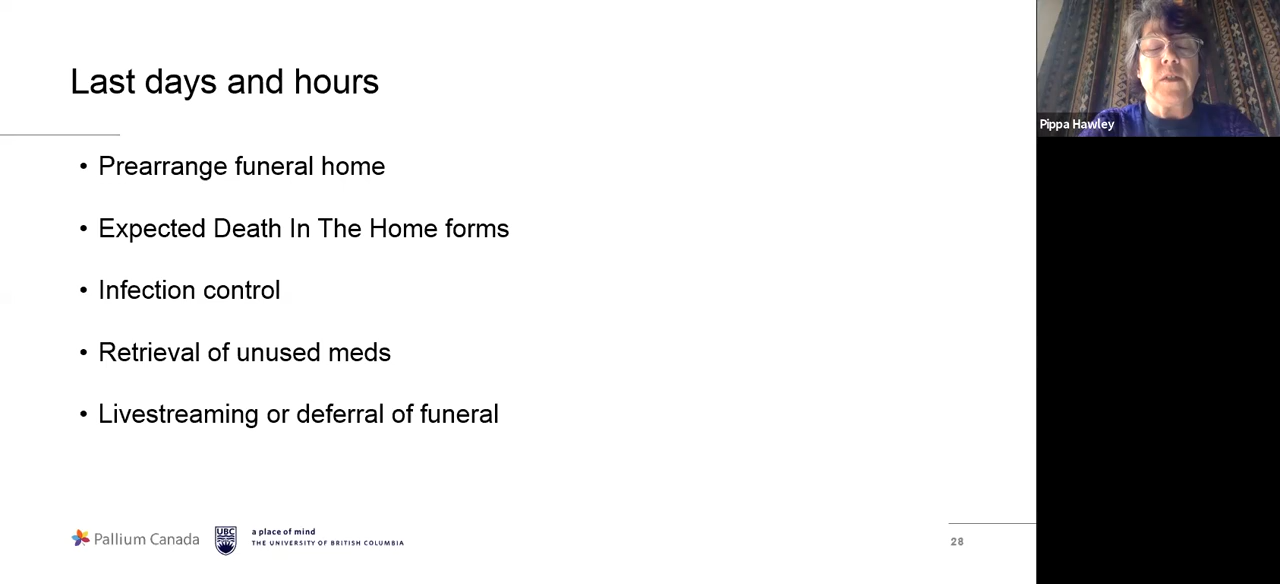 Last days and hours
• Prearrange funeral home
• Expected Death In The Home forms
• Infection control
• Retrieval of unused meds
• Livestreaming or deferral of funeral
Pallium Canada
UBC
a place of mind
THE UNIVERSITY OF BRITISH COLUMBIA
28
Pippa Hawley